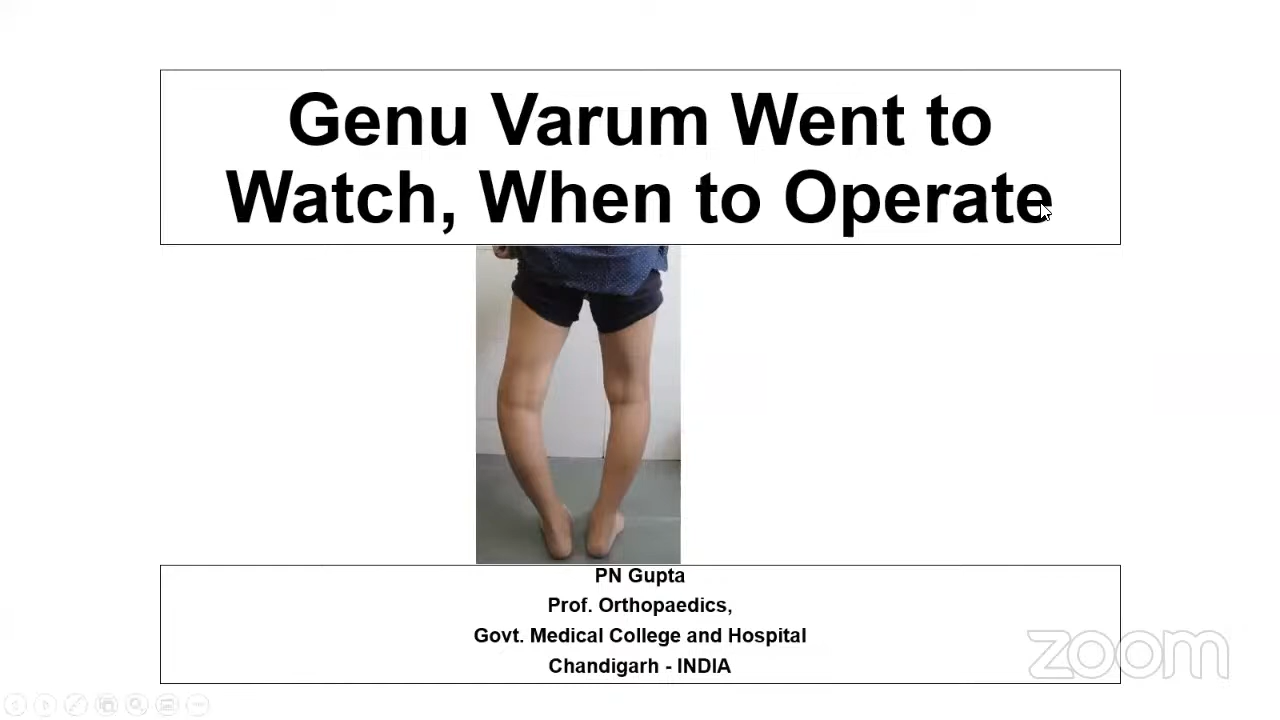 Genu Varum Went to
Watch, When to Operate
PN Gupta
Prof. Orthopaedics,
Govt. Medical College and Hospital
Chandigarh - INDIA
zoom